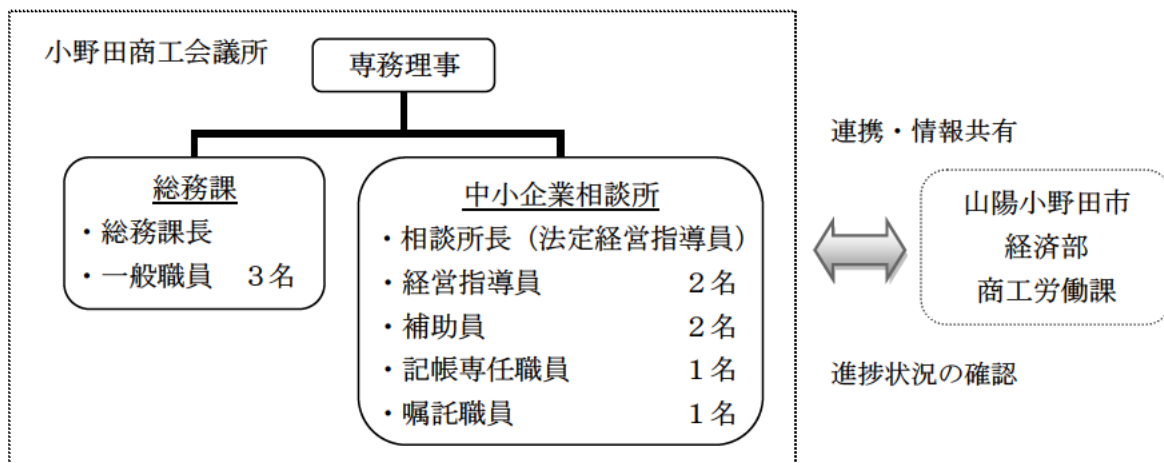 小野田商工会議所
専務理事
総務課
・総務課長
・一般職員 3名
中小企業相談所
・相談所長（法定経営指導員）
・経営指導員 2名
・補助員 2名
・記帳専任職員 1名
・嘱託職員 1名
連携・情報共有
山陽小野田市
経済部
商工労働課
進捗状況の確認